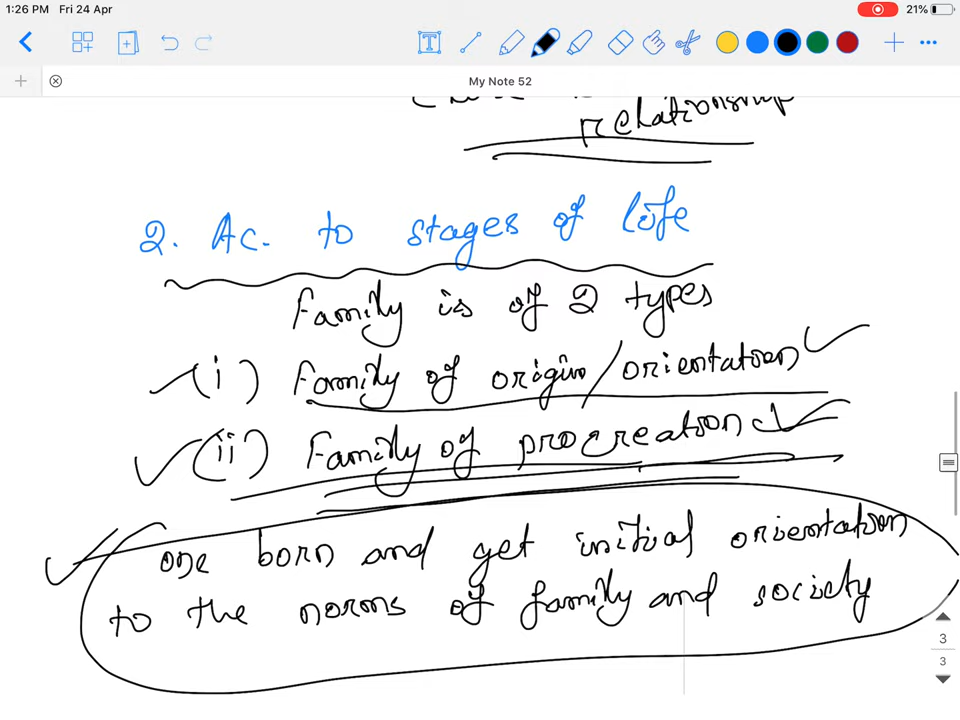 1:26 PM Fri 24 Apr
21%
My Note 52
relationship
2. Ac. to stages of life
Family is of 2 types
(i) Family of origin/orientation
(ii) Family of procreation
one born and get initial orientation
to the norms of family and society
3
3